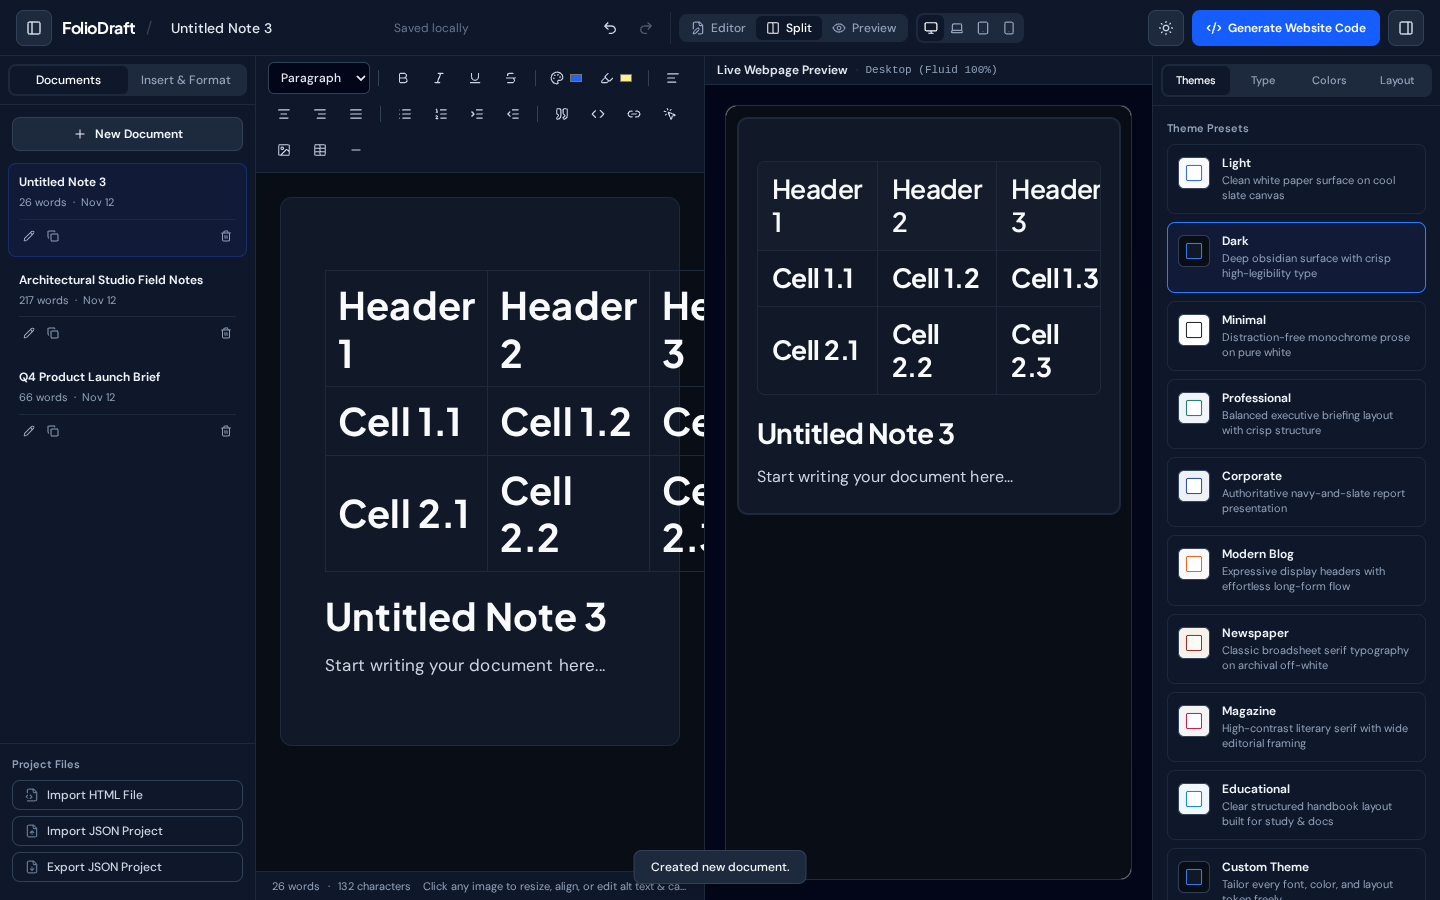 FolioDraft / Untitled Note 3 Saved locally Editor Split Preview Generate Website Code
Documents Insert & Format
New Document
Untitled Note 3
26 words · Nov 12
Architectural Studio Field Notes
217 words · Nov 12
Q4 Product Launch Brief
66 words · Nov 12
Project Files
Import HTML File
Import JSON Project
Export JSON Project
Paragraph B I U S
Header 1 Header 2 He 3
Cell 1.1 Cell 1.2 Ce
Cell 2.1 Cell 2.2 Ce 2.3
Untitled Note 3
Start writing your document here...
26 words · 132 characters Click any image to resize, align, or edit alt text & ca...
Live Webpage Preview · Desktop (Fluid 100%)
Header 1 Header 2 Header 3
Cell 1.1 Cell 1.2 Cell 1.3
Cell 2.1 Cell 2.2 Cell 2.3
Untitled Note 3
Start writing your document here...
Created new document.
Themes Type Colors Layout
Theme Presets
Light
Clean white paper surface on cool
slate canvas
Dark
Deep obsidian surface with crisp
high-legibility type
Minimal
Distraction-free monochrome prose
on pure white
Professional
Balanced executive briefing layout
with crisp structure
Corporate
Authoritative navy-and-slate report
presentation
Modern Blog
Expressive display headers with
effortless long-form flow
Newspaper
Classic broadsheet serif typography
on archival off-white
Magazine
High-contrast literary serif with wide
editorial framing
Educational
Clear structured handbook layout
built for study & docs
Custom Theme
Tailor every font, color, and layout
token freely